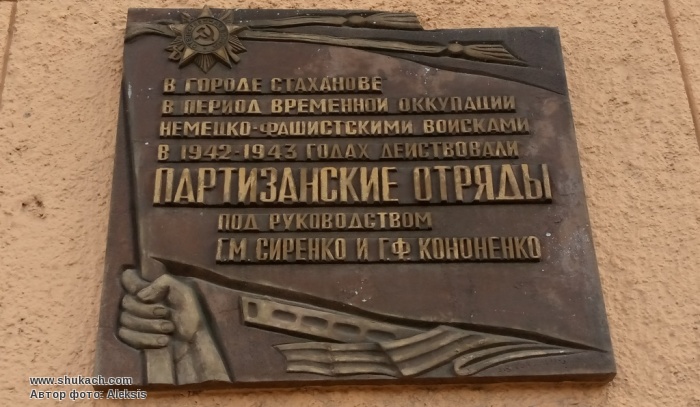 В ГОРОДЕ СТАХАНОВЕ
В ПЕРИОД ВРЕМЕННОЙ ОККУПАЦИИ
НЕМЕЦКО-ФАШИСТСКИМИ ВОЙСКАМИ
В 1942-1943 ГОДАХ ДЕЙСТВОВАЛИ
ПАРТИЗАНСКИЕ ОТРЯДЫ
ПОД РУКОВОДСТВОМ
Г.М. СИРЕНКО И Г.Ф. КОНОНЕНКО
www.shukach.com
Автор фото: Aleksis